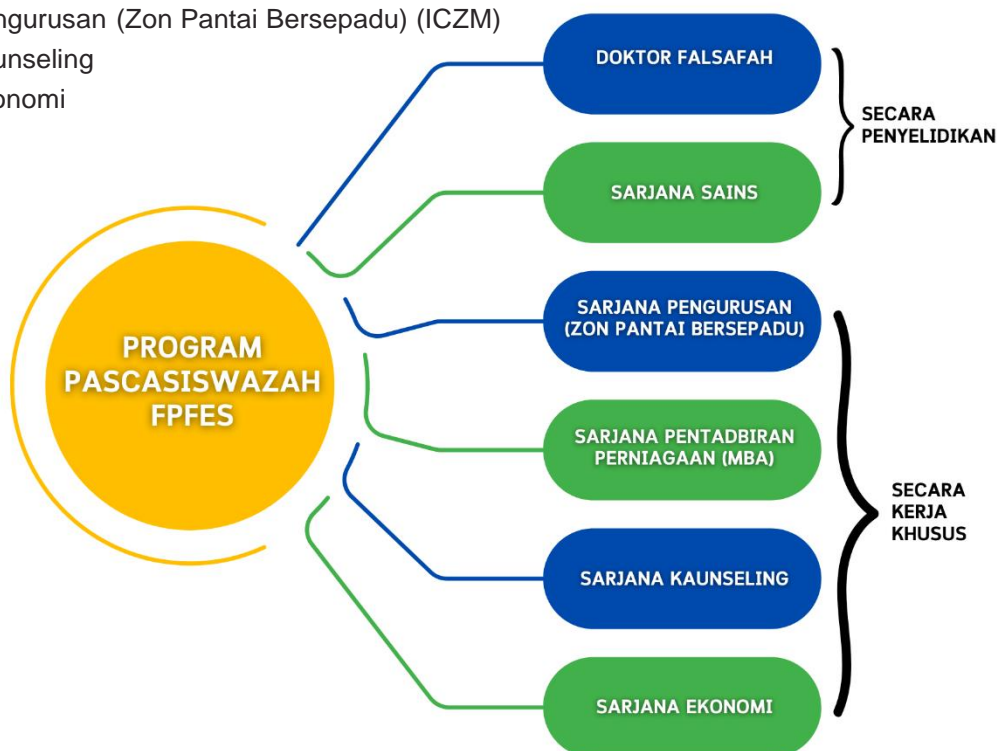 ngurusan (Zon Pantai Bersepadu) (ICZM)
unseling
onomi
DOKTOR FALSAFAH
SECARA
PENYELIDIKAN
SARJANA SAINS
SARJANA PENGURUSAN
(ZON PANTAI BERSEPADU)
PROGRAM
PASCASISWAZAH
FPFES
SARJANA PENTADBIRAN
PERNIAGAAN (MBA)
SECARA
KERJA
KHUSUS
SARJANA KAUNSELING
SARJANA EKONOMI